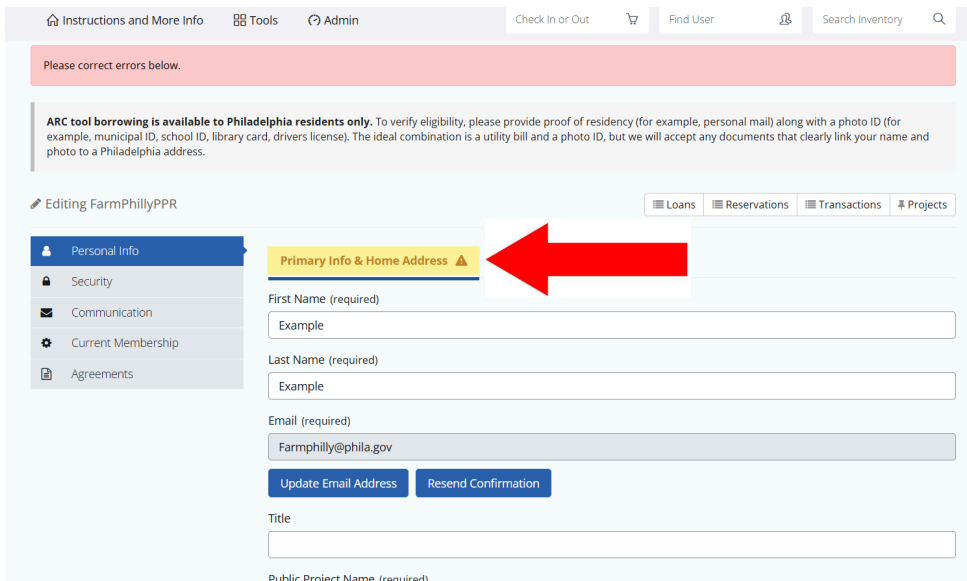 Instructions and More Info Tools Admin Check In or Out Find User Search Inventory
Please correct errors below.
ARC tool borrowing is available to Philadelphia residents only. To verify eligibility, please provide proof of residency (for example, personal mail) along with a photo ID (for
example, municipal ID, school ID, library card, drivers license). The ideal combination is a utility bill and a photo ID, but we will accept any documents that clearly link your name and
photo to a Philadelphia address.
Editing FarmPhillyPPR Loans Reservations Transactions Projects
Personal Info
Security
Communication
Current Membership
Agreements
Primary Info & Home Address
First Name (required)
Example
Last Name (required)
Example
Email (required)
Farmphilly@phila.gov
Update Email Address Resend Confirmation
Title
Public Project Name (required)